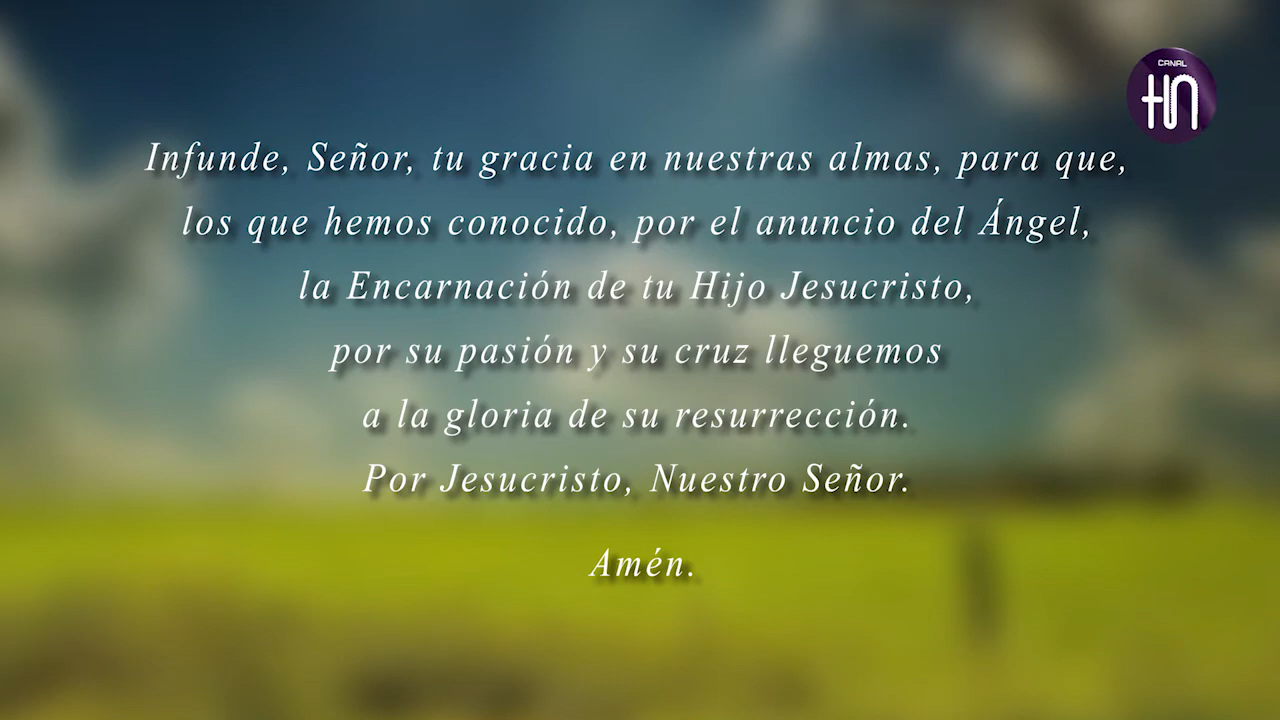 CANAL
HN
Infunde, Señor, tu gracia en nuestras almas, para que,
los que hemos conocido, por el anuncio del Ángel,
la Encarnación de tu Hijo Jesucristo,
por su pasión y su cruz lleguemos
a la gloria de su resurrección.
Por Jesucristo, Nuestro Señor.
Amén.